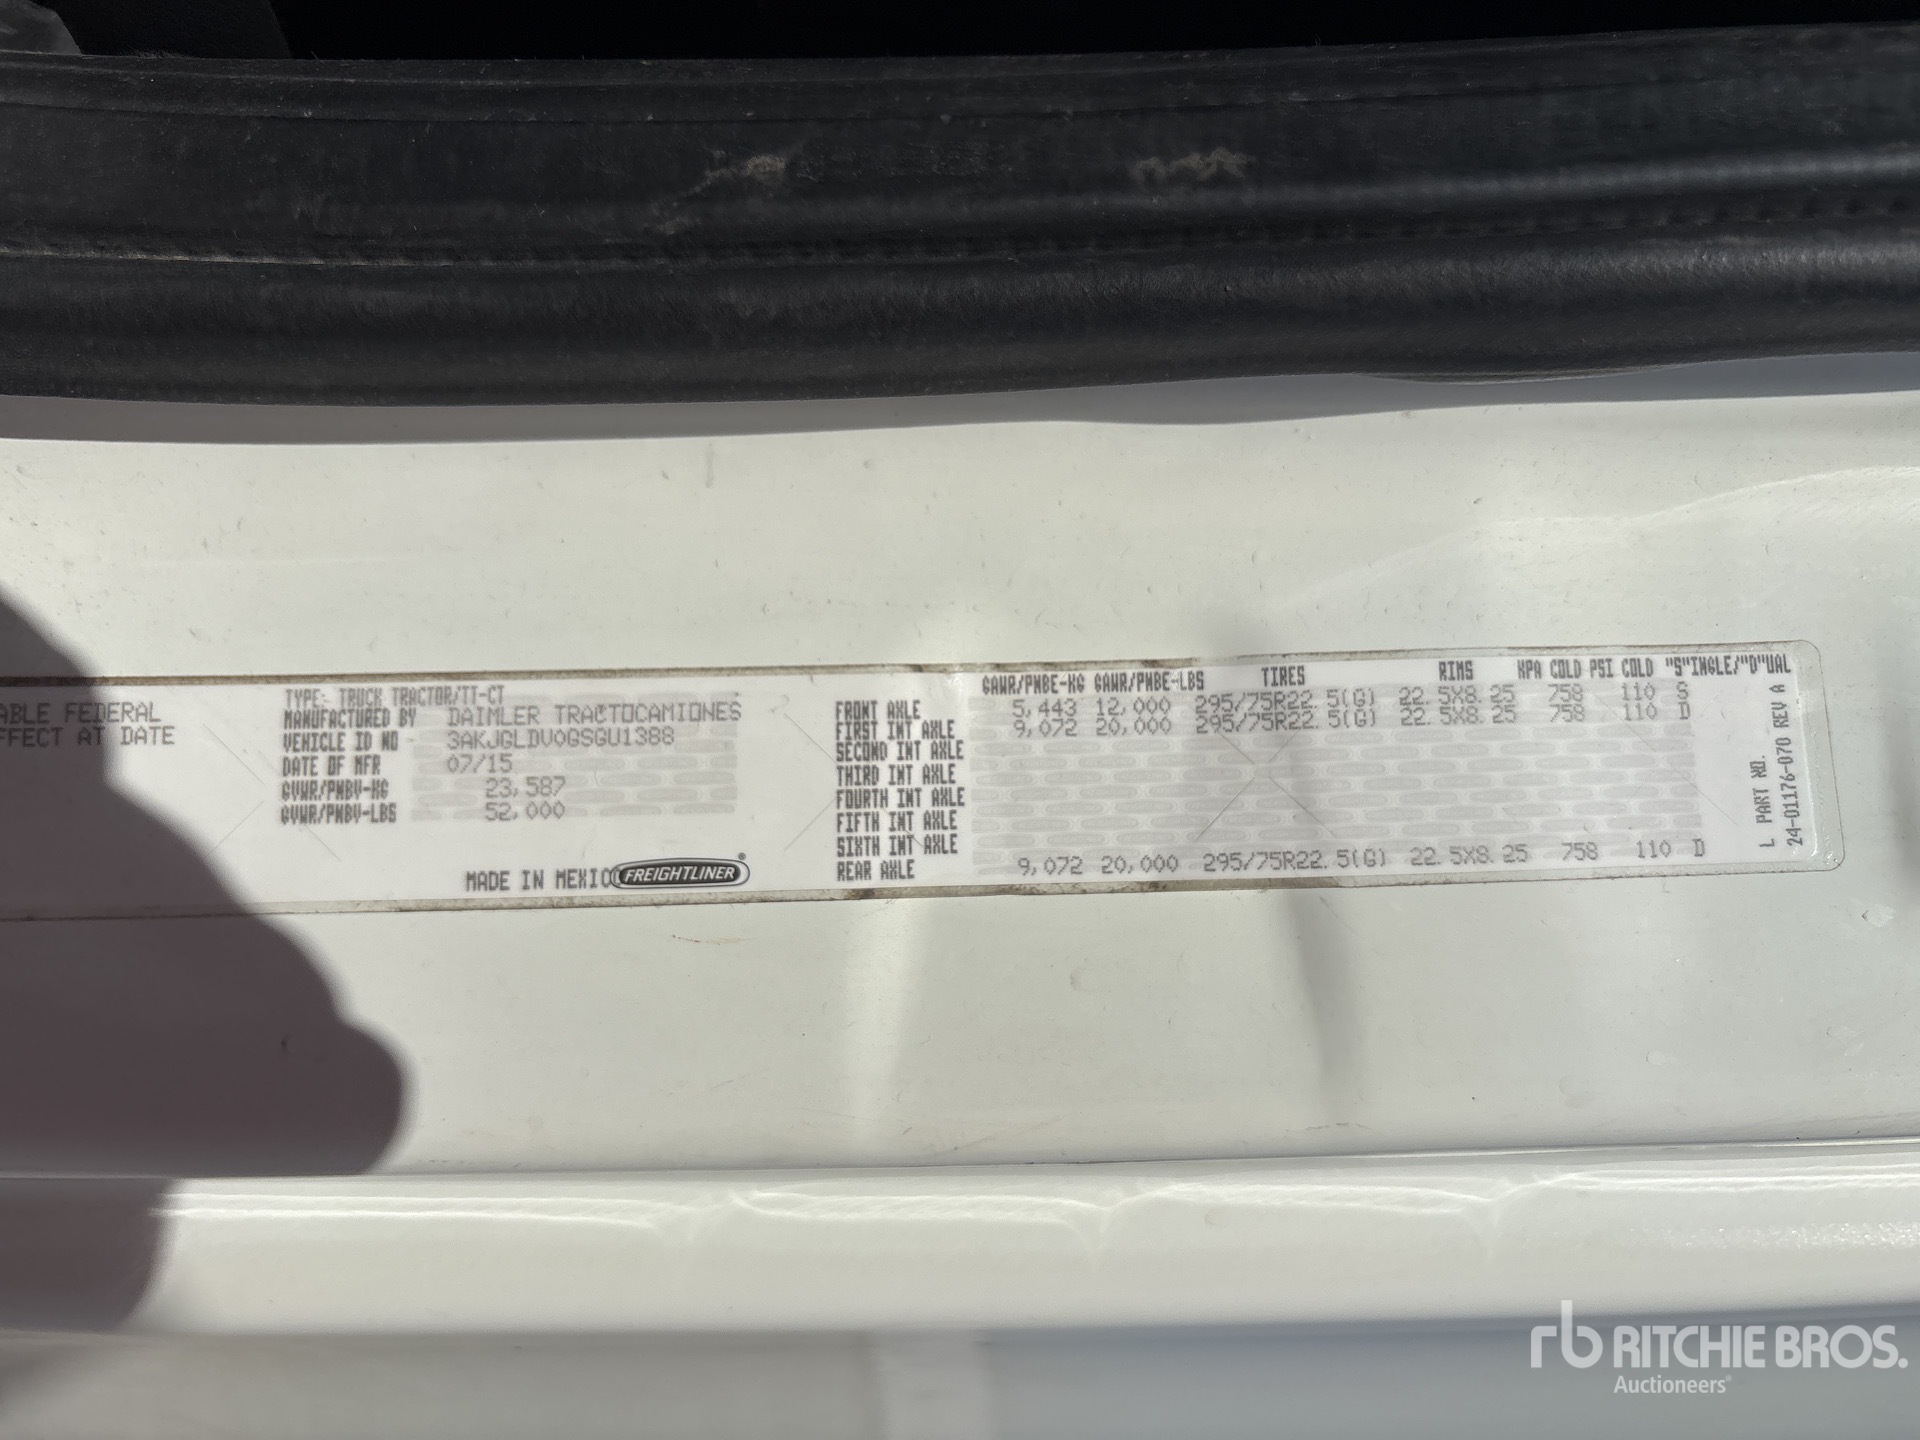 ABLE FEDERAL
FFECT AT DATE
TYPE: TRUCK TRACTOR/TT-CT
MANUFACTURED BY DAIMLER TRACTOCAMIONES
VEHICLE ID NO - 3AKJGLDV0GSGU1388
DATE OF MFR 07/15
GVWR/PNBV-KG 23,587
GVWR/PNBV-LBS 52,000
MADE IN MEXICO FREIGHTLINER
GAWR/PNBE-KG GAWR/PNBE-LBS TIRES RIMS KPA COLD PSI COLD "S"INGLE/"D"UAL
FRONT AXLE 5,443 12,000 295/75R22.5(G) 22.5X8.25 758 110 S
FIRST INT AXLE 9,072 20,000 295/75R22.5(G) 22.5X8.25 758 110 D
SECOND INT AXLE
THIRD INT AXLE
FOURTH INT AXLE
FIFTH INT AXLE
SIXTH INT AXLE
REAR AXLE 9,072 20,000 295/75R22.5(G) 22.5X8.25 758 110 D
L PART NO.
24-01176-070 REV A
rb RITCHIE BROS.
Auctioneers